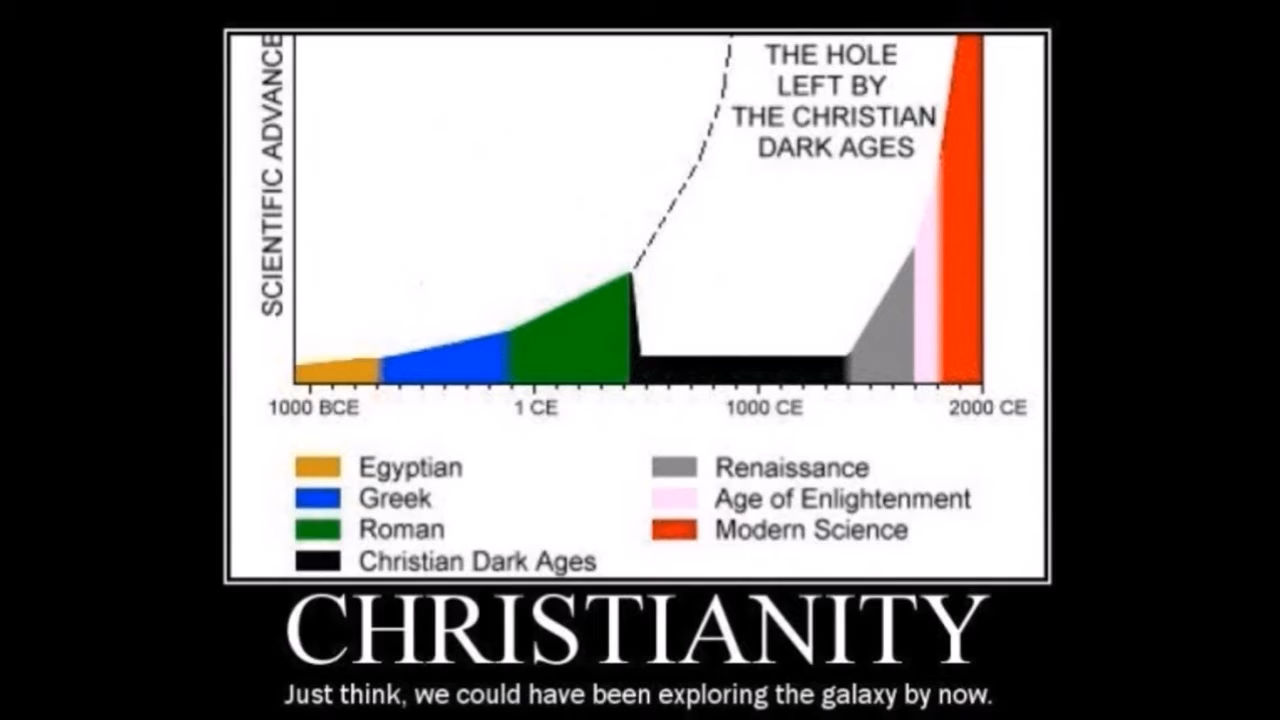 SCIENTIFIC ADVANCE
THE HOLE
LEFT BY
THE CHRISTIAN
DARK AGES
1000 BCE
1 CE
1000 CE
2000 CE
Egyptian
Greek
Roman
Christian Dark Ages
Renaissance
Age of Enlightenment
Modern Science
CHRISTIANITY
Just think, we could have been exploring the galaxy by now.